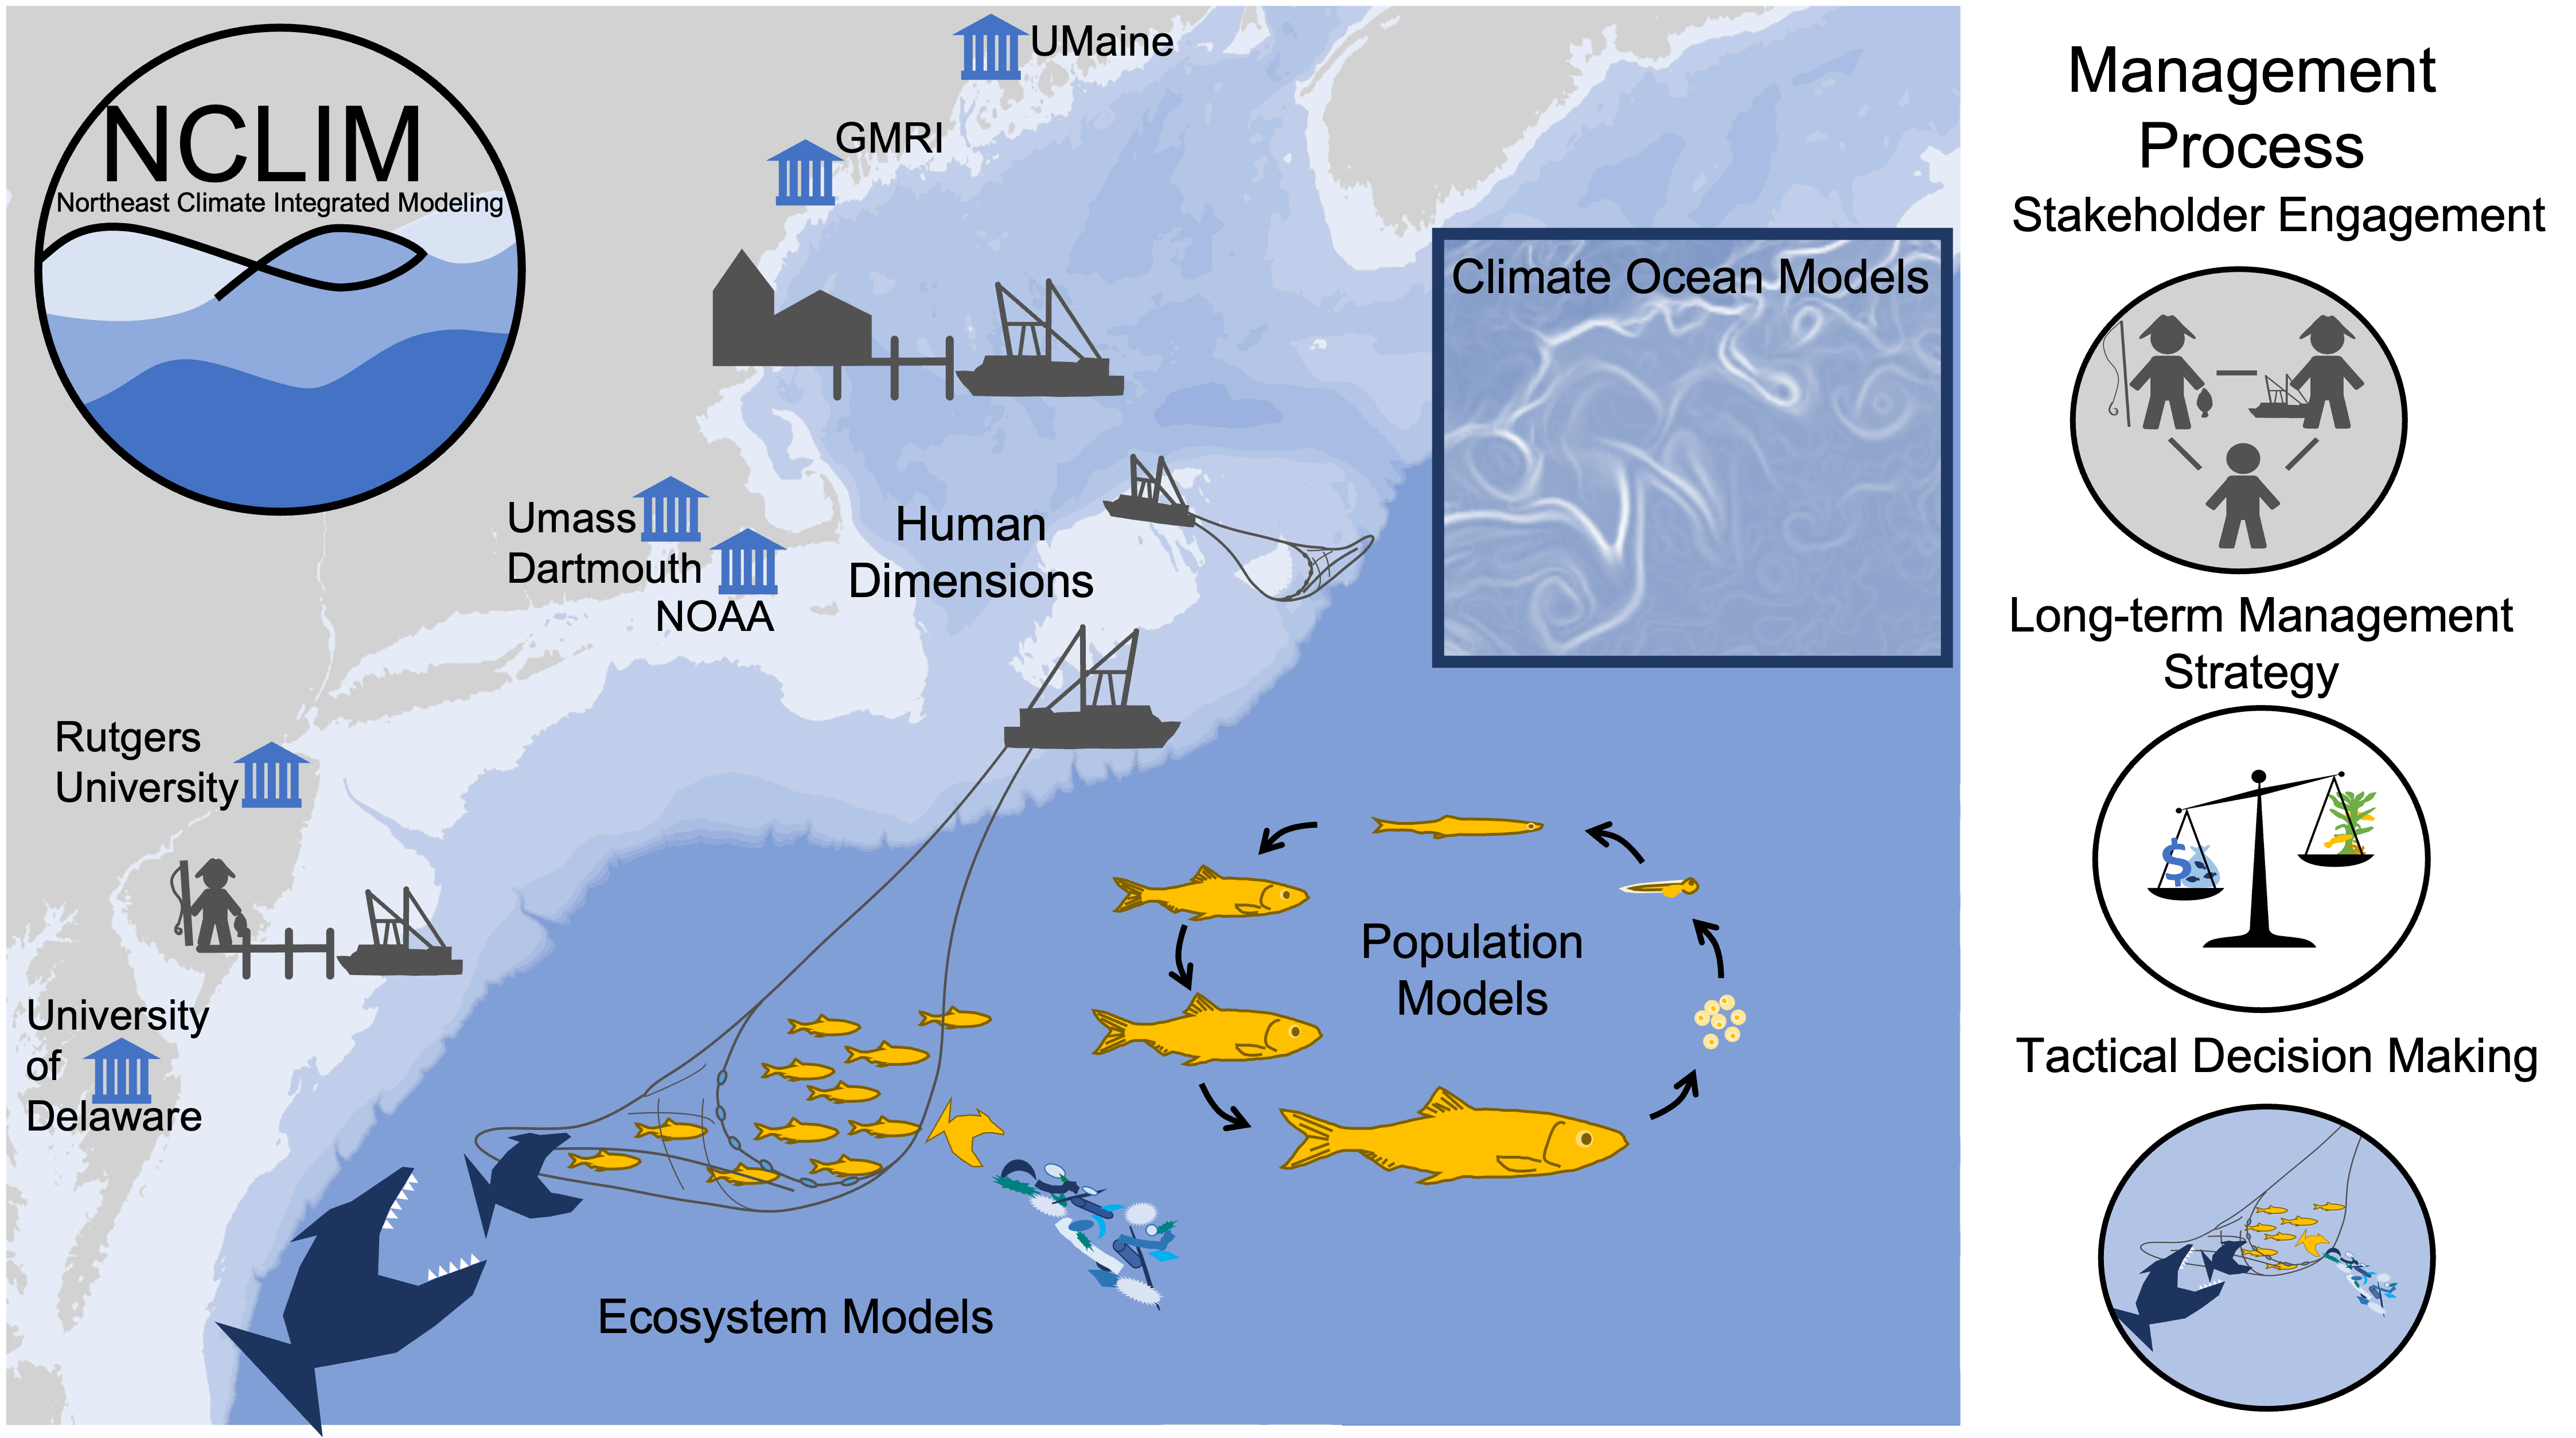 NCLIM
Northeast Climate Integrated Modeling
UMaine
GMRI
Umass
Dartmouth
NOAA
Rutgers
University
University
of
Delaware
Human
Dimensions
Climate Ocean Models
Population
Models
Ecosystem Models
Management
Process
Stakeholder Engagement
Long-term Management
Strategy
$
Tactical Decision Making